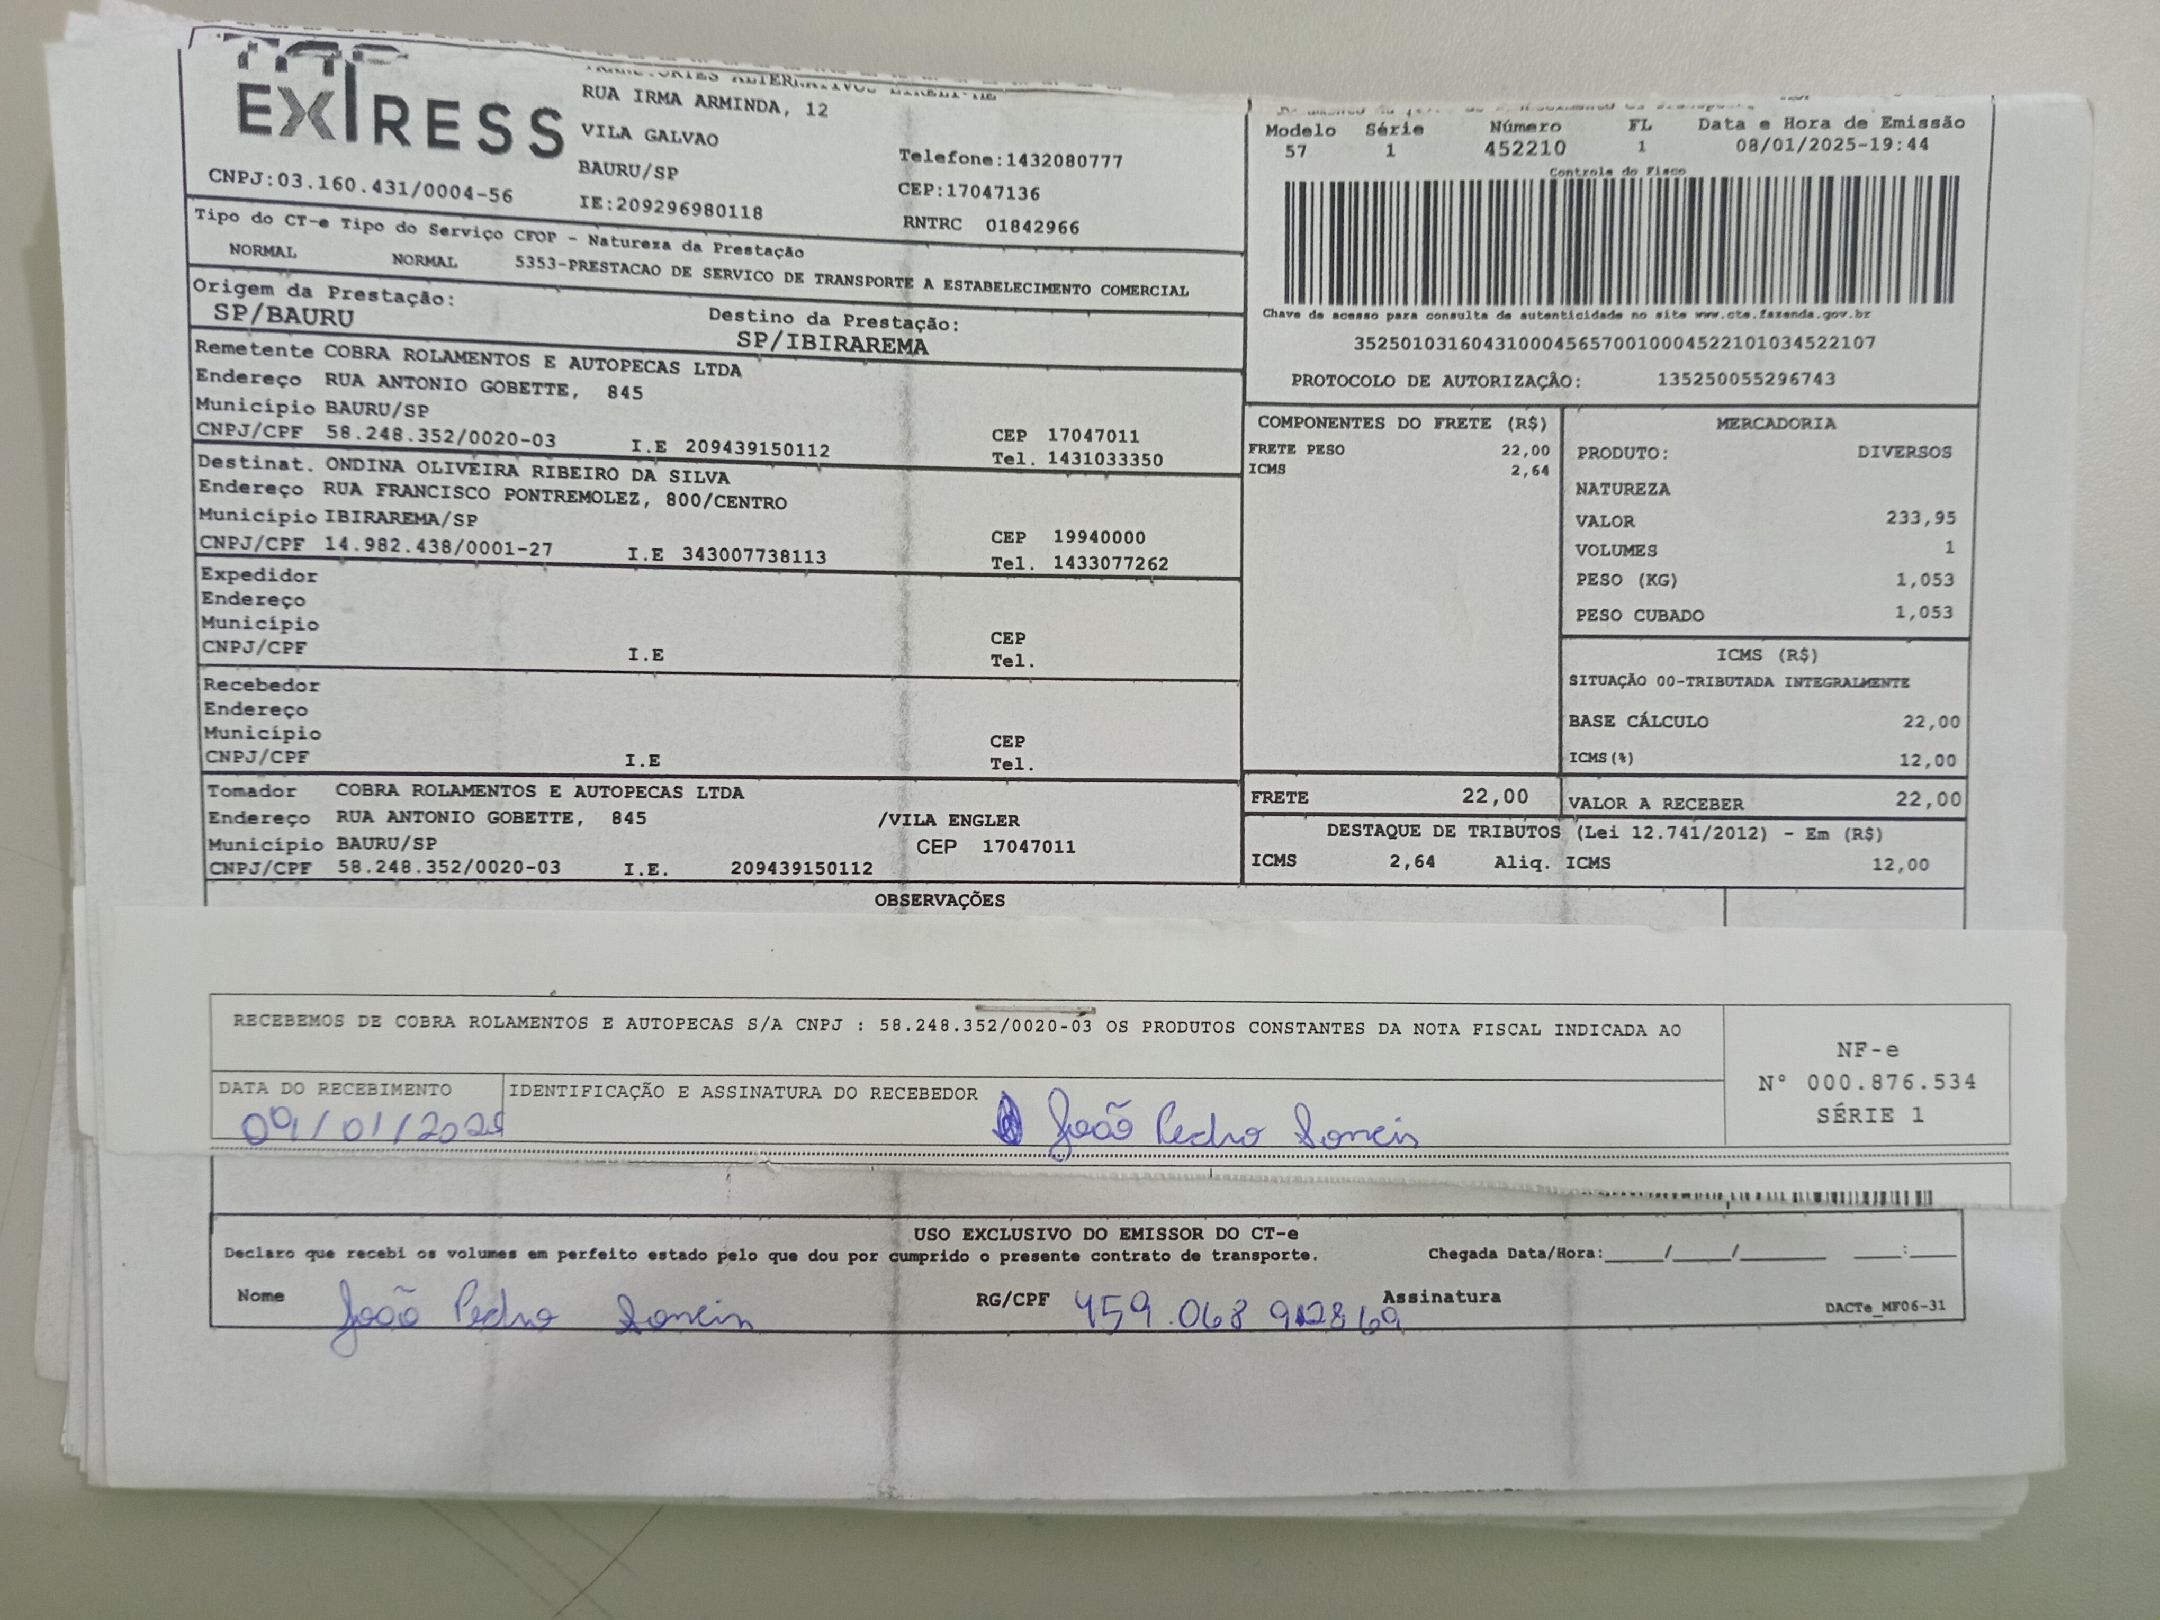 EXPRESS
RUA IRMA ARMINDA, 12
VILA GALVAO
BAURU/SP
IE:209296980118
Telefone:1432080777
CEP:17047136
RNTRC 01842966
CNPJ:03.160.431/0004-56
Modelo Série Número FL Data e Hora de Emissão
57 1 452210 1 08/01/2025-19:44
Controle do Fisco
Chave de acesso para consulta de autenticidade no site www.cte.fazenda.gov.br
35250103160431000456570010004522101034522107
PROTOCOLO DE AUTORIZAÇÂO: 135250055296743
Tipo do CT-e Tipo do Serviço CFOP - Natureza da Prestação
NORMAL NORMAL 5353-PRESTACAO DE SERVICO DE TRANSPORTE A ESTABELECIMENTO COMERCIAL
Origem da Prestação: Destino da Prestação:
SP/BAURU SP/IBIRAREMA
Remetente COBRA ROLAMENTOS E AUTOPECAS LTDA
Endereço RUA ANTONIO GOBETTE, 845
Município BAURU/SP CEP 17047011
CNPJ/CPF 58.248.352/0020-03 I.E 209439150112 Tel. 1431033350
Destinat. ONDINA OLIVEIRA RIBEIRO DA SILVA
Endereço RUA FRANCISCO PONTREMOLEZ, 800/CENTRO
Município IBIRAREMA/SP CEP 19940000
CNPJ/CPF 14.982.438/0001-27 I.E 343007738113 Tel. 1433077262
Expedidor
Endereço
Município CEP
CNPJ/CPF I.E Tel.
Recebedor
Endereço
Município CEP
CNPJ/CPF I.E Tel.
Tomador COBRA ROLAMENTOS E AUTOPECAS LTDA
Endereço RUA ANTONIO GOBETTE, 845 /VILA ENGLER
Município BAURU/SP CEP 17047011
CNPJ/CPF 58.248.352/0020-03 I.E. 209439150112
COMPONENTES DO FRETE (R$)
FRETE PESO 22,00
ICMS 2,64
MERCADORIA
PRODUTO: DIVERSOS
NATUREZA
VALOR 233,95
VOLUMES 1
PESO (KG) 1,053
PESO CUBADO 1,053
ICMS (R$)
SITUAÇÃO 00-TRIBUTADA INTEGRALMENTE
BASE CÁLCULO 22,00
ICMS(%) 12,00
FRETE 22,00 VALOR A RECEBER 22,00
DESTAQUE DE TRIBUTOS (Lei 12.741/2012) - Em (R$)
ICMS 2,64 Aliq. ICMS 12,00
OBSERVAÇÕES
RECEBEMOS DE COBRA ROLAMENTOS E AUTOPECAS S/A CNPJ : 58.248.352/0020-03 OS PRODUTOS CONSTANTES DA NOTA FISCAL INDICADA AO
NF-e
N° 000.876.534
SÉRIE 1
DATA DO RECEBIMENTO IDENTIFICAÇÃO E ASSINATURA DO RECEBEDOR
09/01/2025 João Pedro
USO EXCLUSIVO DO EMISSOR DO CT-e
Declaro que recebi os volumes em perfeito estado pelo que dou por cumprido o presente contrato de transporte. Chegada Data/Hora:____/____/______ ___:___
Nome João Pedro RG/CPF 459.068 Assinatura
DACTe_MF06-31